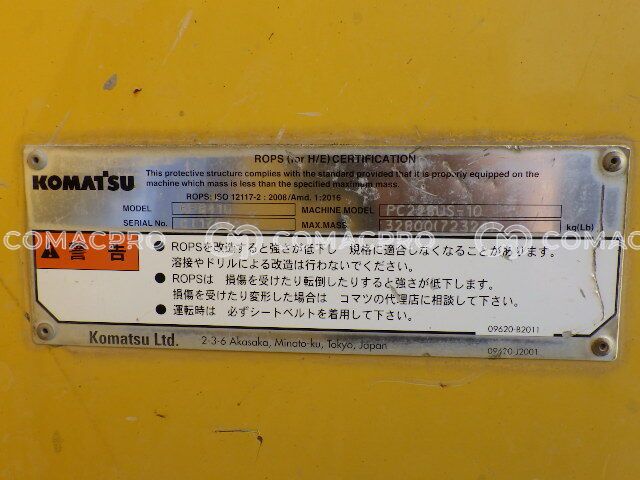 ROPS (for H/E) CERTIFICATION
This protective structure complies with the standard provided that it is properly equipped on the
machine which mass is less than the specified maximum mass.
KOMATSU
ROPS: ISO 12117-2 : 2008/Amd. 1:2016
MODEL MACHINE MODEL PC228US-10
SERIAL No. MAX.MASS kg(Lb)
COMACPRO COMACPRO COMACPRO
警告
● ROPSを改造すると強さが低下し 規格に適合しなくなることがあります。
溶接やドリルによる改造は行わないでください。
● ROPSは 損傷を受けたり転倒したりすると強さが低下します。
損傷を受けたり変形した場合は コマツの代理店に相談して下さい。
● 運転時は 必ずシートベルトを着用して下さい。
09620-B2011
Komatsu Ltd. 2-3-6 Akasaka, Minato-ku, Tokyo, Japan
09620-J2001